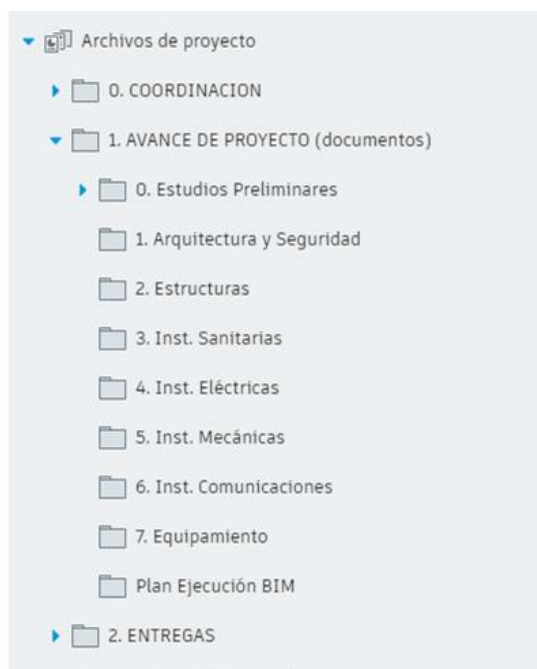 Archivos de proyecto
0. COORDINACION
1. AVANCE DE PROYECTO (documentos)
0. Estudios Preliminares
1. Arquitectura y Seguridad
2. Estructuras
3. Inst. Sanitarias
4. Inst. Eléctricas
5. Inst. Mecánicas
6. Inst. Comunicaciones
7. Equipamiento
Plan Ejecución BIM
2. ENTREGAS